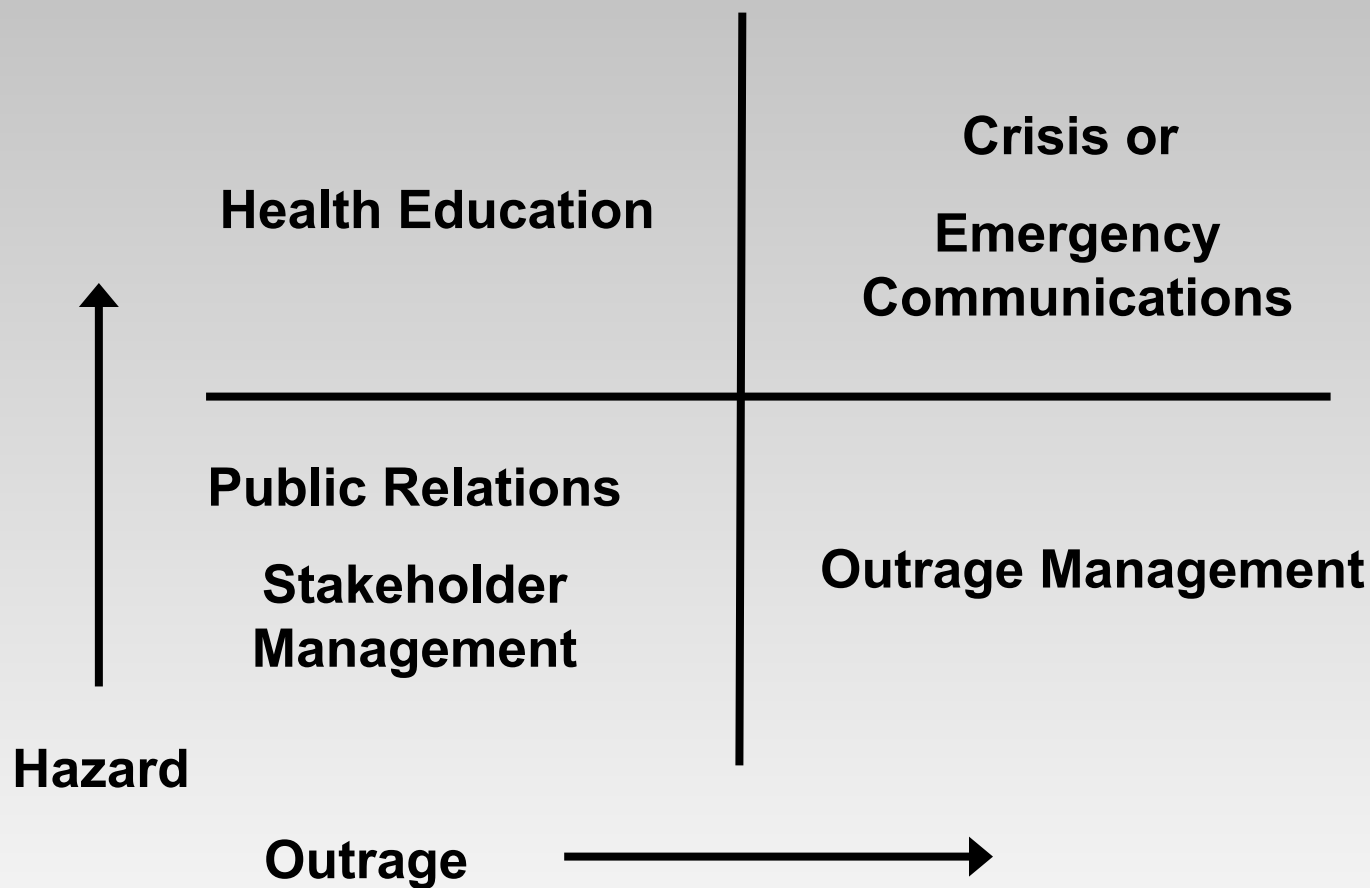 Health Education
Crisis or
Emergency
Communications
Public Relations
Stakeholder
Management
Outrage Management
Hazard
Outrage